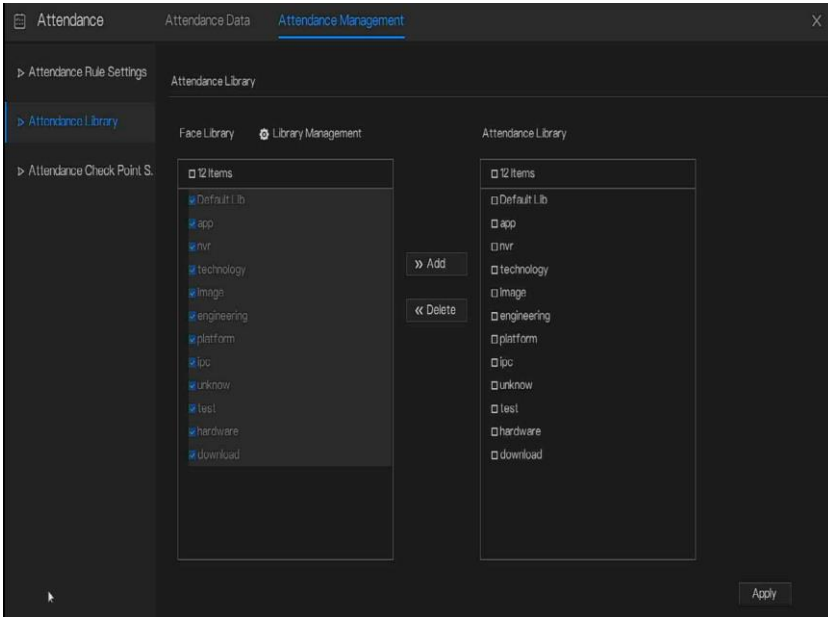 Attendance
Attendance Data
Attendance Management
X
Attendance Rule Settings
Attendance Library
Attendance Check Point S.
Attendance Library
Face Library
Library Management
12 Items
Default Lib
app
nvr
technology
image
engineering
platform
ipc
unknow
test
hardware
download
» Add
« Delete
Attendance Library
12 Items
Default Lib
app
nvr
technology
image
engineering
platform
ipc
unknow
test
hardware
download
Apply